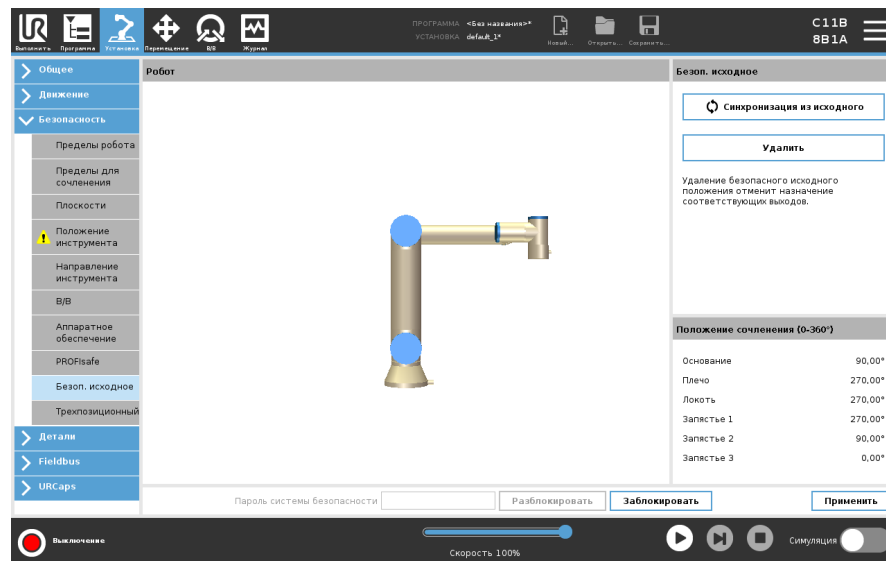 ПРОГРАММА <Без названия>*
УСТАНОВКА default_1*
C11B
8B1A
Выполнить Программа Установка Перемещение В/В Журнал
Новый... Открыть... Сохранить...
Общее
Движение
Безопасность
Пределы робота
Пределы для
сочленения
Плоскости
Положение
инструмента
Направление
инструмента
В/В
Аппаратное
обеспечение
PROFIsafe
Безоп. исходное
Трехпозиционный
Детали
Fieldbus
URCaps
Робот
Безоп. исходное
Синхронизация из исходного
Удалить
Удаление безопасного исходного
положения отменит назначение
соответствующих выходов.
Положение сочленения (0-360°)
Основание 90,00°
Плечо 270,00°
Локоть 270,00°
Запястье 1 270,00°
Запястье 2 90,00°
Запястье 3 0,00°
Пароль системы безопасности Разблокировать Заблокировать Применить
Выключение
Скорость 100%
Симуляция